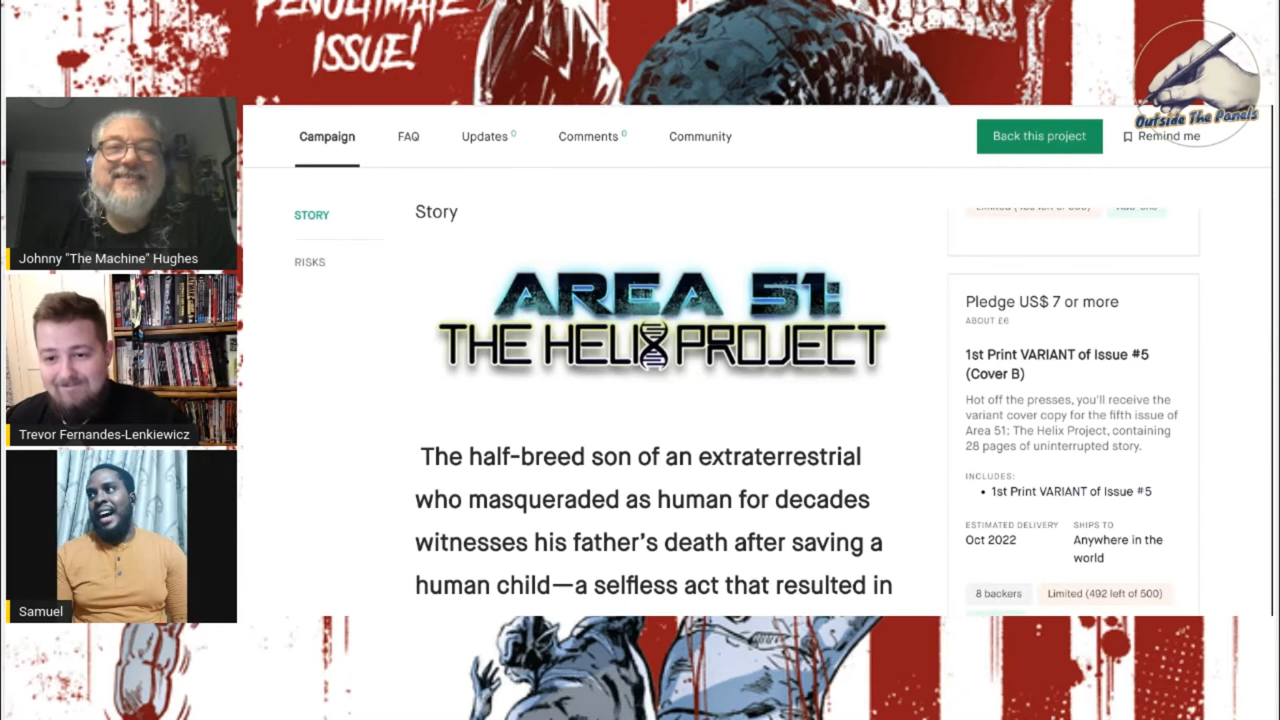 PENULTIMATE
ISSUE!
Outside The Panels
Campaign
FAQ
Updates 0
Comments 0
Community
Back this project
Remind me
Johnny "The Machine" Hughes
Trevor Fernandes-Lenkiewicz
Samuel
STORY
RISKS
Story
AREA 51:
THE HELIX PROJECT
The half-breed son of an extraterrestrial
who masqueraded as human for decades
witnesses his father's death after saving a
human child—a selfless act that resulted in
Pledge US$ 7 or more
ABOUT £6
1st Print VARIANT of Issue #5
(Cover B)
Hot off the presses, you'll receive the
variant cover copy for the fifth issue of
Area 51: The Helix Project, containing
28 pages of uninterrupted story.
INCLUDES:
• 1st Print VARIANT of Issue #5
ESTIMATED DELIVERY
Oct 2022
SHIPS TO
Anywhere in the
world
8 backers
Limited (492 left of 500)